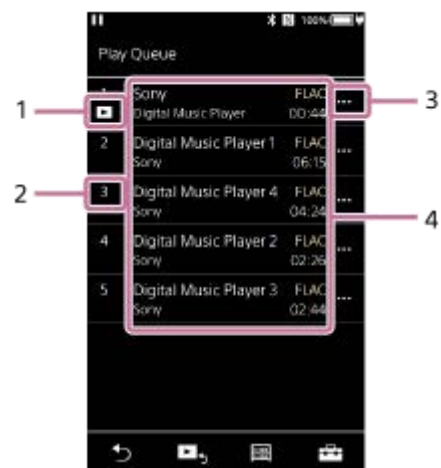 100%
Play Queue
1 Sony FLAC ...
Digital Music Player 00:44
2 Digital Music Player 1 FLAC ...
Sony 06:15
3 Digital Music Player 4 FLAC ...
Sony 04:24
4 Digital Music Player 2 FLAC ...
Sony 02:26
5 Digital Music Player 3 FLAC ...
Sony 02:44
1
2
3
4